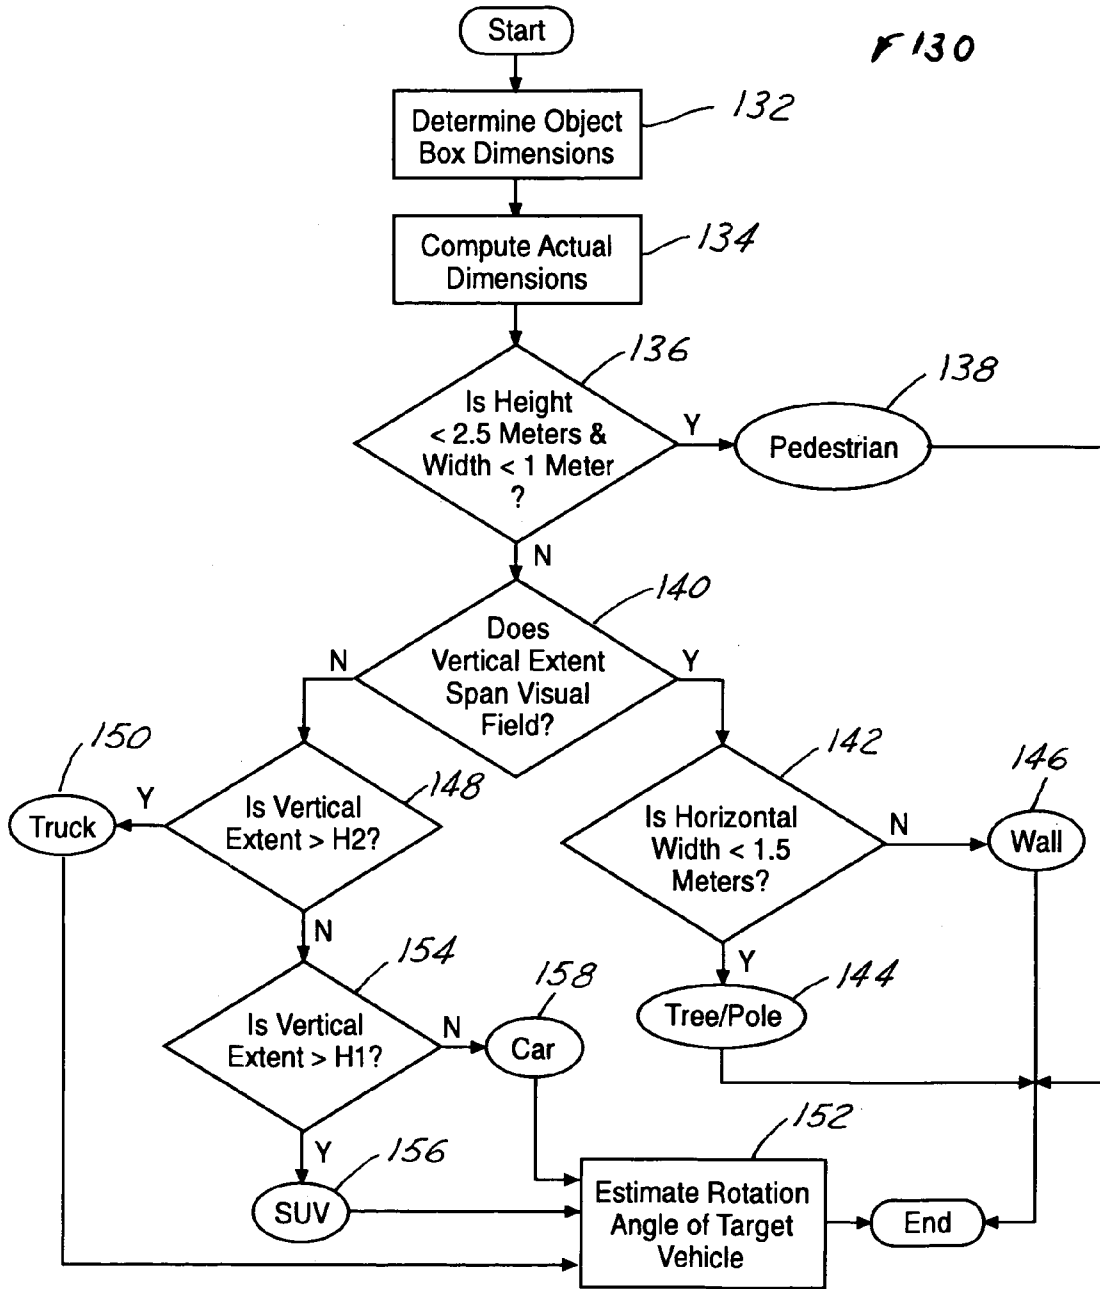 Start
130
Determine Object
Box Dimensions
132
Compute Actual
Dimensions
134
Is Height
< 2.5 Meters &
Width < 1 Meter
?
136
Y
Pedestrian
138
N
Does
Vertical Extent
Span Visual
Field?
140
N
Y
150
Truck
Y
Is Vertical
Extent > H2?
148
Is Horizontal
Width < 1.5
Meters?
142
N
146
Wall
N
Y
Is Vertical
Extent > H1?
154
N
158
Car
Tree/Pole
144
Y
SUV
156
Estimate Rotation
Angle of Target
Vehicle
152
End